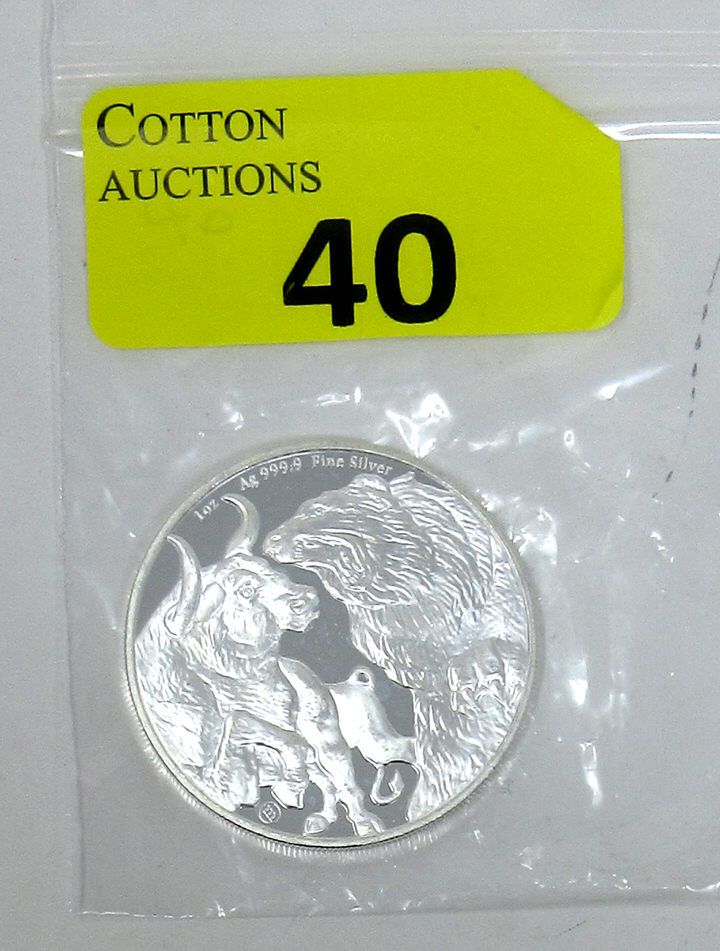 COTTON
AUCTIONS
40
1oz Ag 999.9 Fine Silver